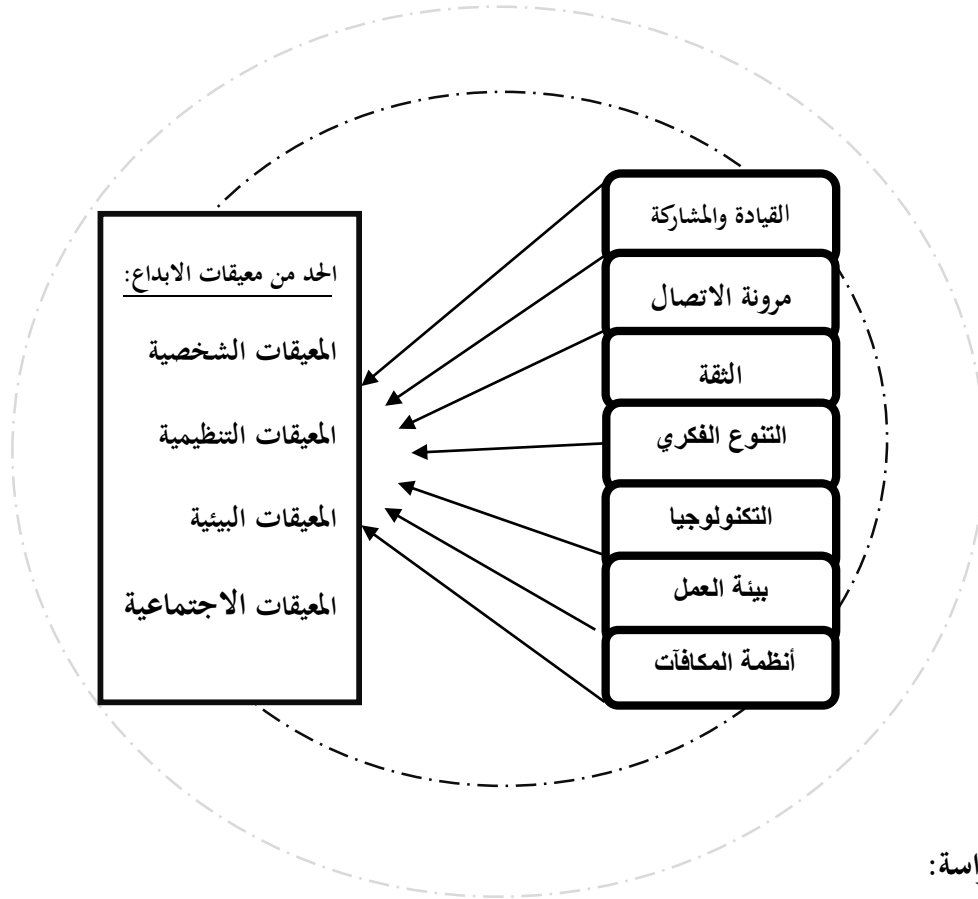 القيادة والمشاركة
مرونة الاتصال
الثقة
التنوع الفكري
التكنولوجيا
بيئة العمل
أنظمة المكافآت
الحد من معيقات الابداع:
المعيقات الشخصية
المعيقات التنظيمية
المعيقات البيئية
المعيقات الاجتماعية